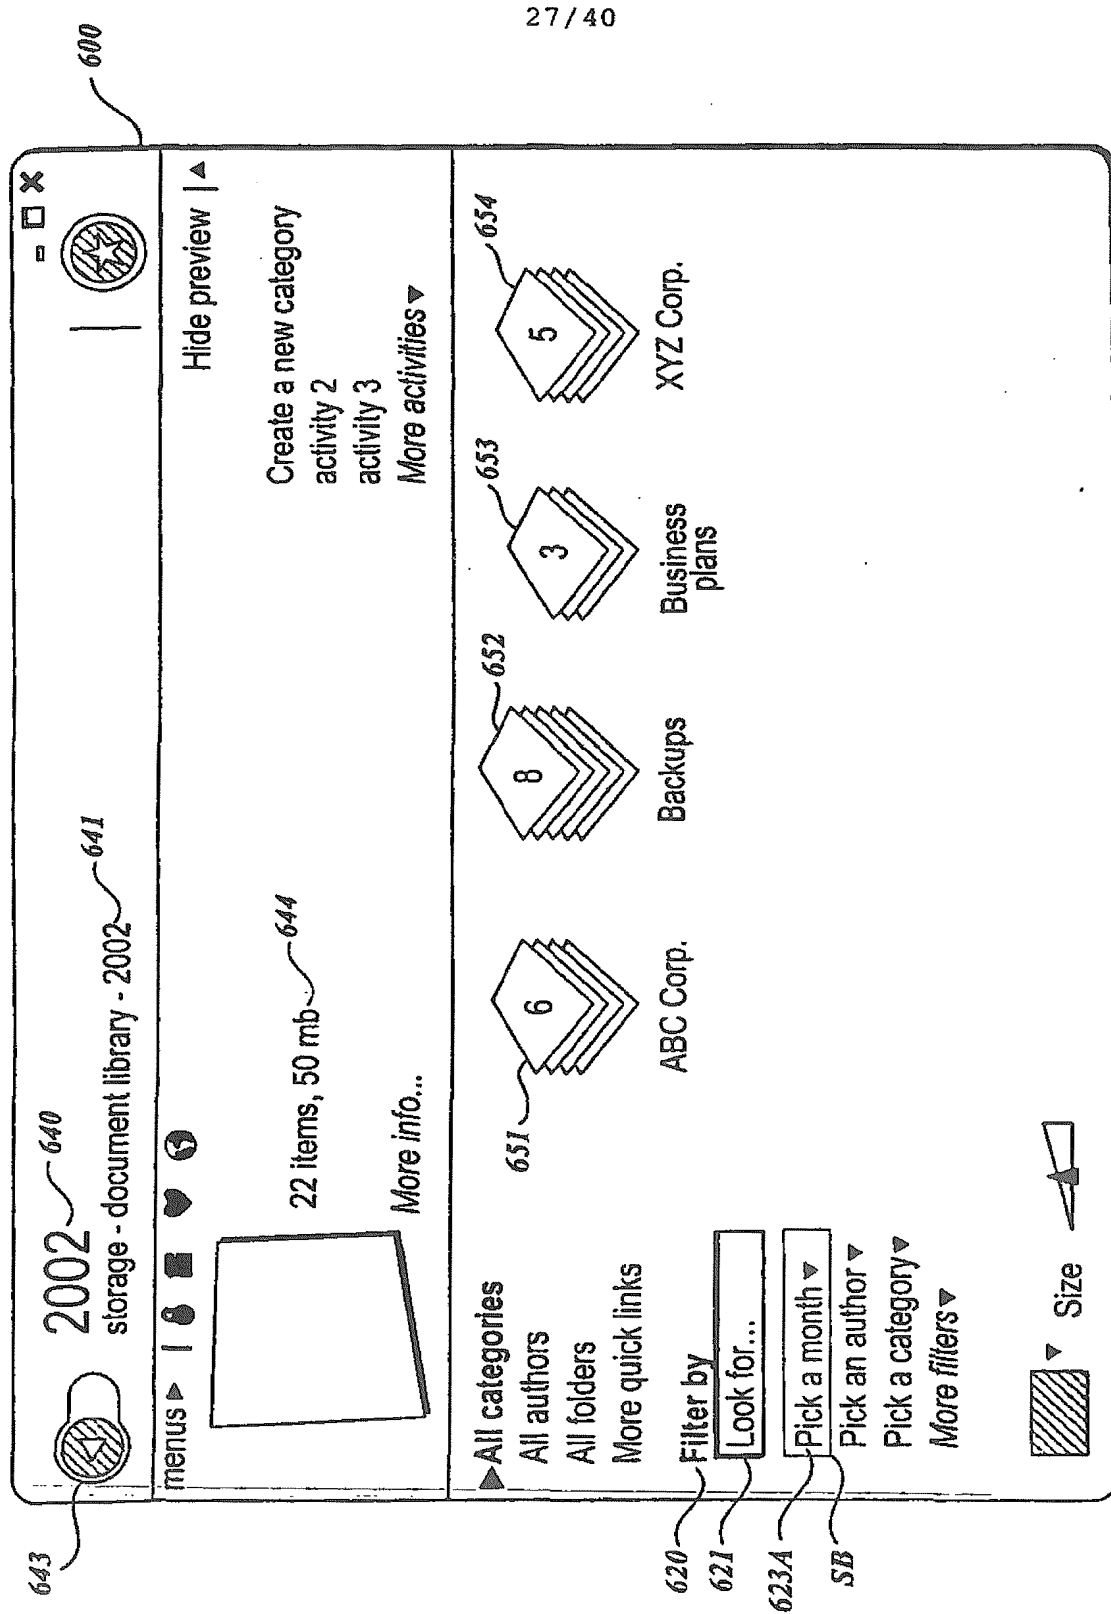 27/40
600
643
2002
640
storage - document library - 2002
641
menus
Hide preview
22 items, 50 mb
644
More info...
Create a new category
activity 2
activity 3
More activities
All categories
All authors
All folders
More quick links
Filter by
620
Look for...
621
Pick a month
623A
SB
Pick an author
Pick a category
More filters
Size
651
6
ABC Corp.
652
8
Backups
653
3
Business
plans
654
5
XYZ Corp.